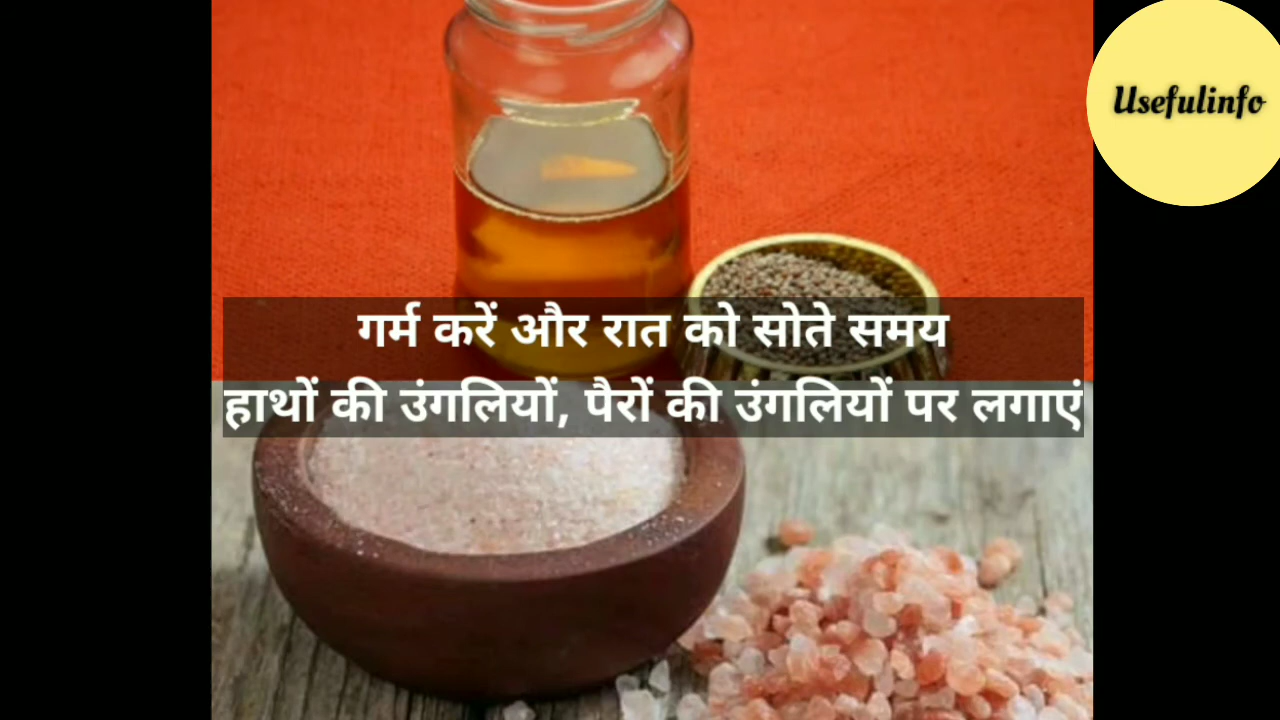 Usefulinfo
गर्म करें और रात को सोते समय
हाथों की उंगलियों, पैरों की उंगलियों पर लगाएं